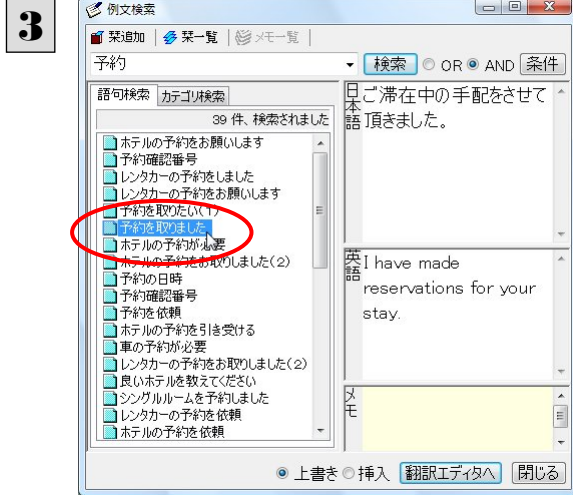 3
例文検索
栞追加 栞一覧 メモ一覧
予約 検索 OR AND 条件
語句検索 カテゴリ検索
39 件、検索されました
ホテルの予約をお願いします
予約確認番号
レンタカーの予約をしました
レンタカーの予約をお願いします
予約を取りたい(1)
予約を取りました
ホテルの予約が必要
ホテルの予約をお取りしました(2)
予約の日時
予約確認番号
予約を依頼
ホテルの予約を引き受ける
車の予約が必要
レンタカーの予約をお取りしました(2)
良いホテルを教えてください
シングルルームを予約しました
レンタカーの予約を依頼
ホテルの予約を依頼
日本語
ご滞在中の手配をさせて
頂きました。
英語
I have made
reservations for your
stay.
メモ
上書き 挿入 翻訳エディタへ 閉じる